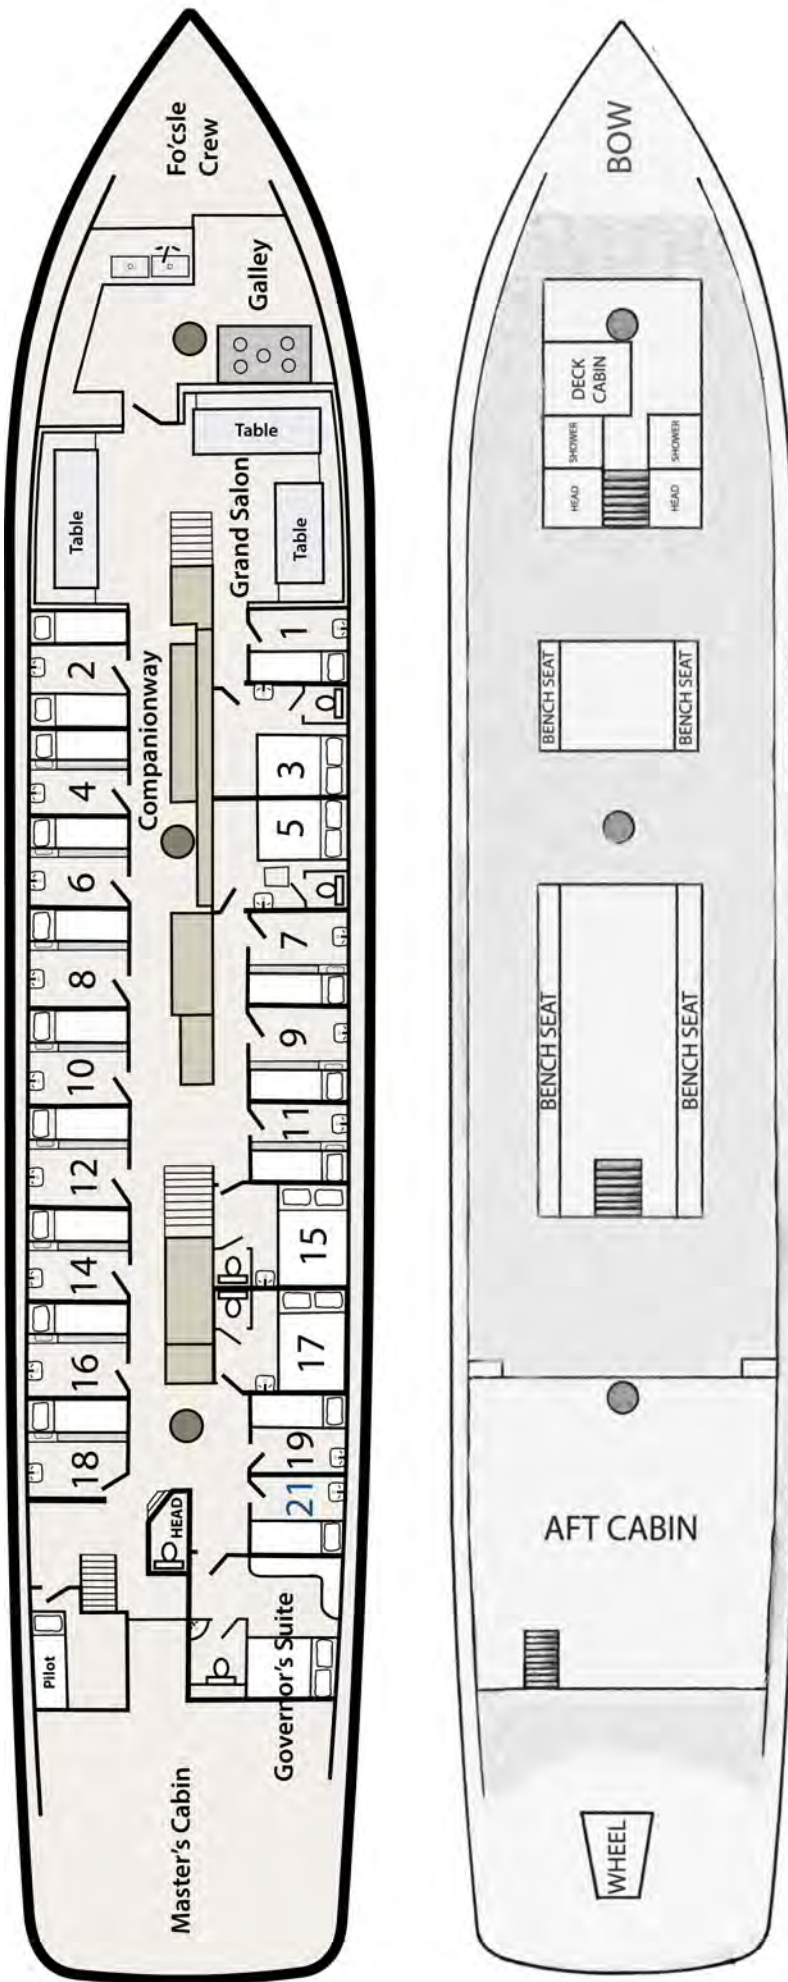 Fo'csle
Crew
Galley
Table
Grand Salon
Table
Table
Companionway
1
2
3
4
5
6
7
8
9
10
11
12
14
15
16
17
18
19
21
HEAD
Pilot
Governor's Suite
Master's Cabin
BOW
DECK
CABIN
SHOWER
SHOWER
HEAD
HEAD
BENCH SEAT
BENCH SEAT
BENCH SEAT
BENCH SEAT
AFT CABIN
WHEEL